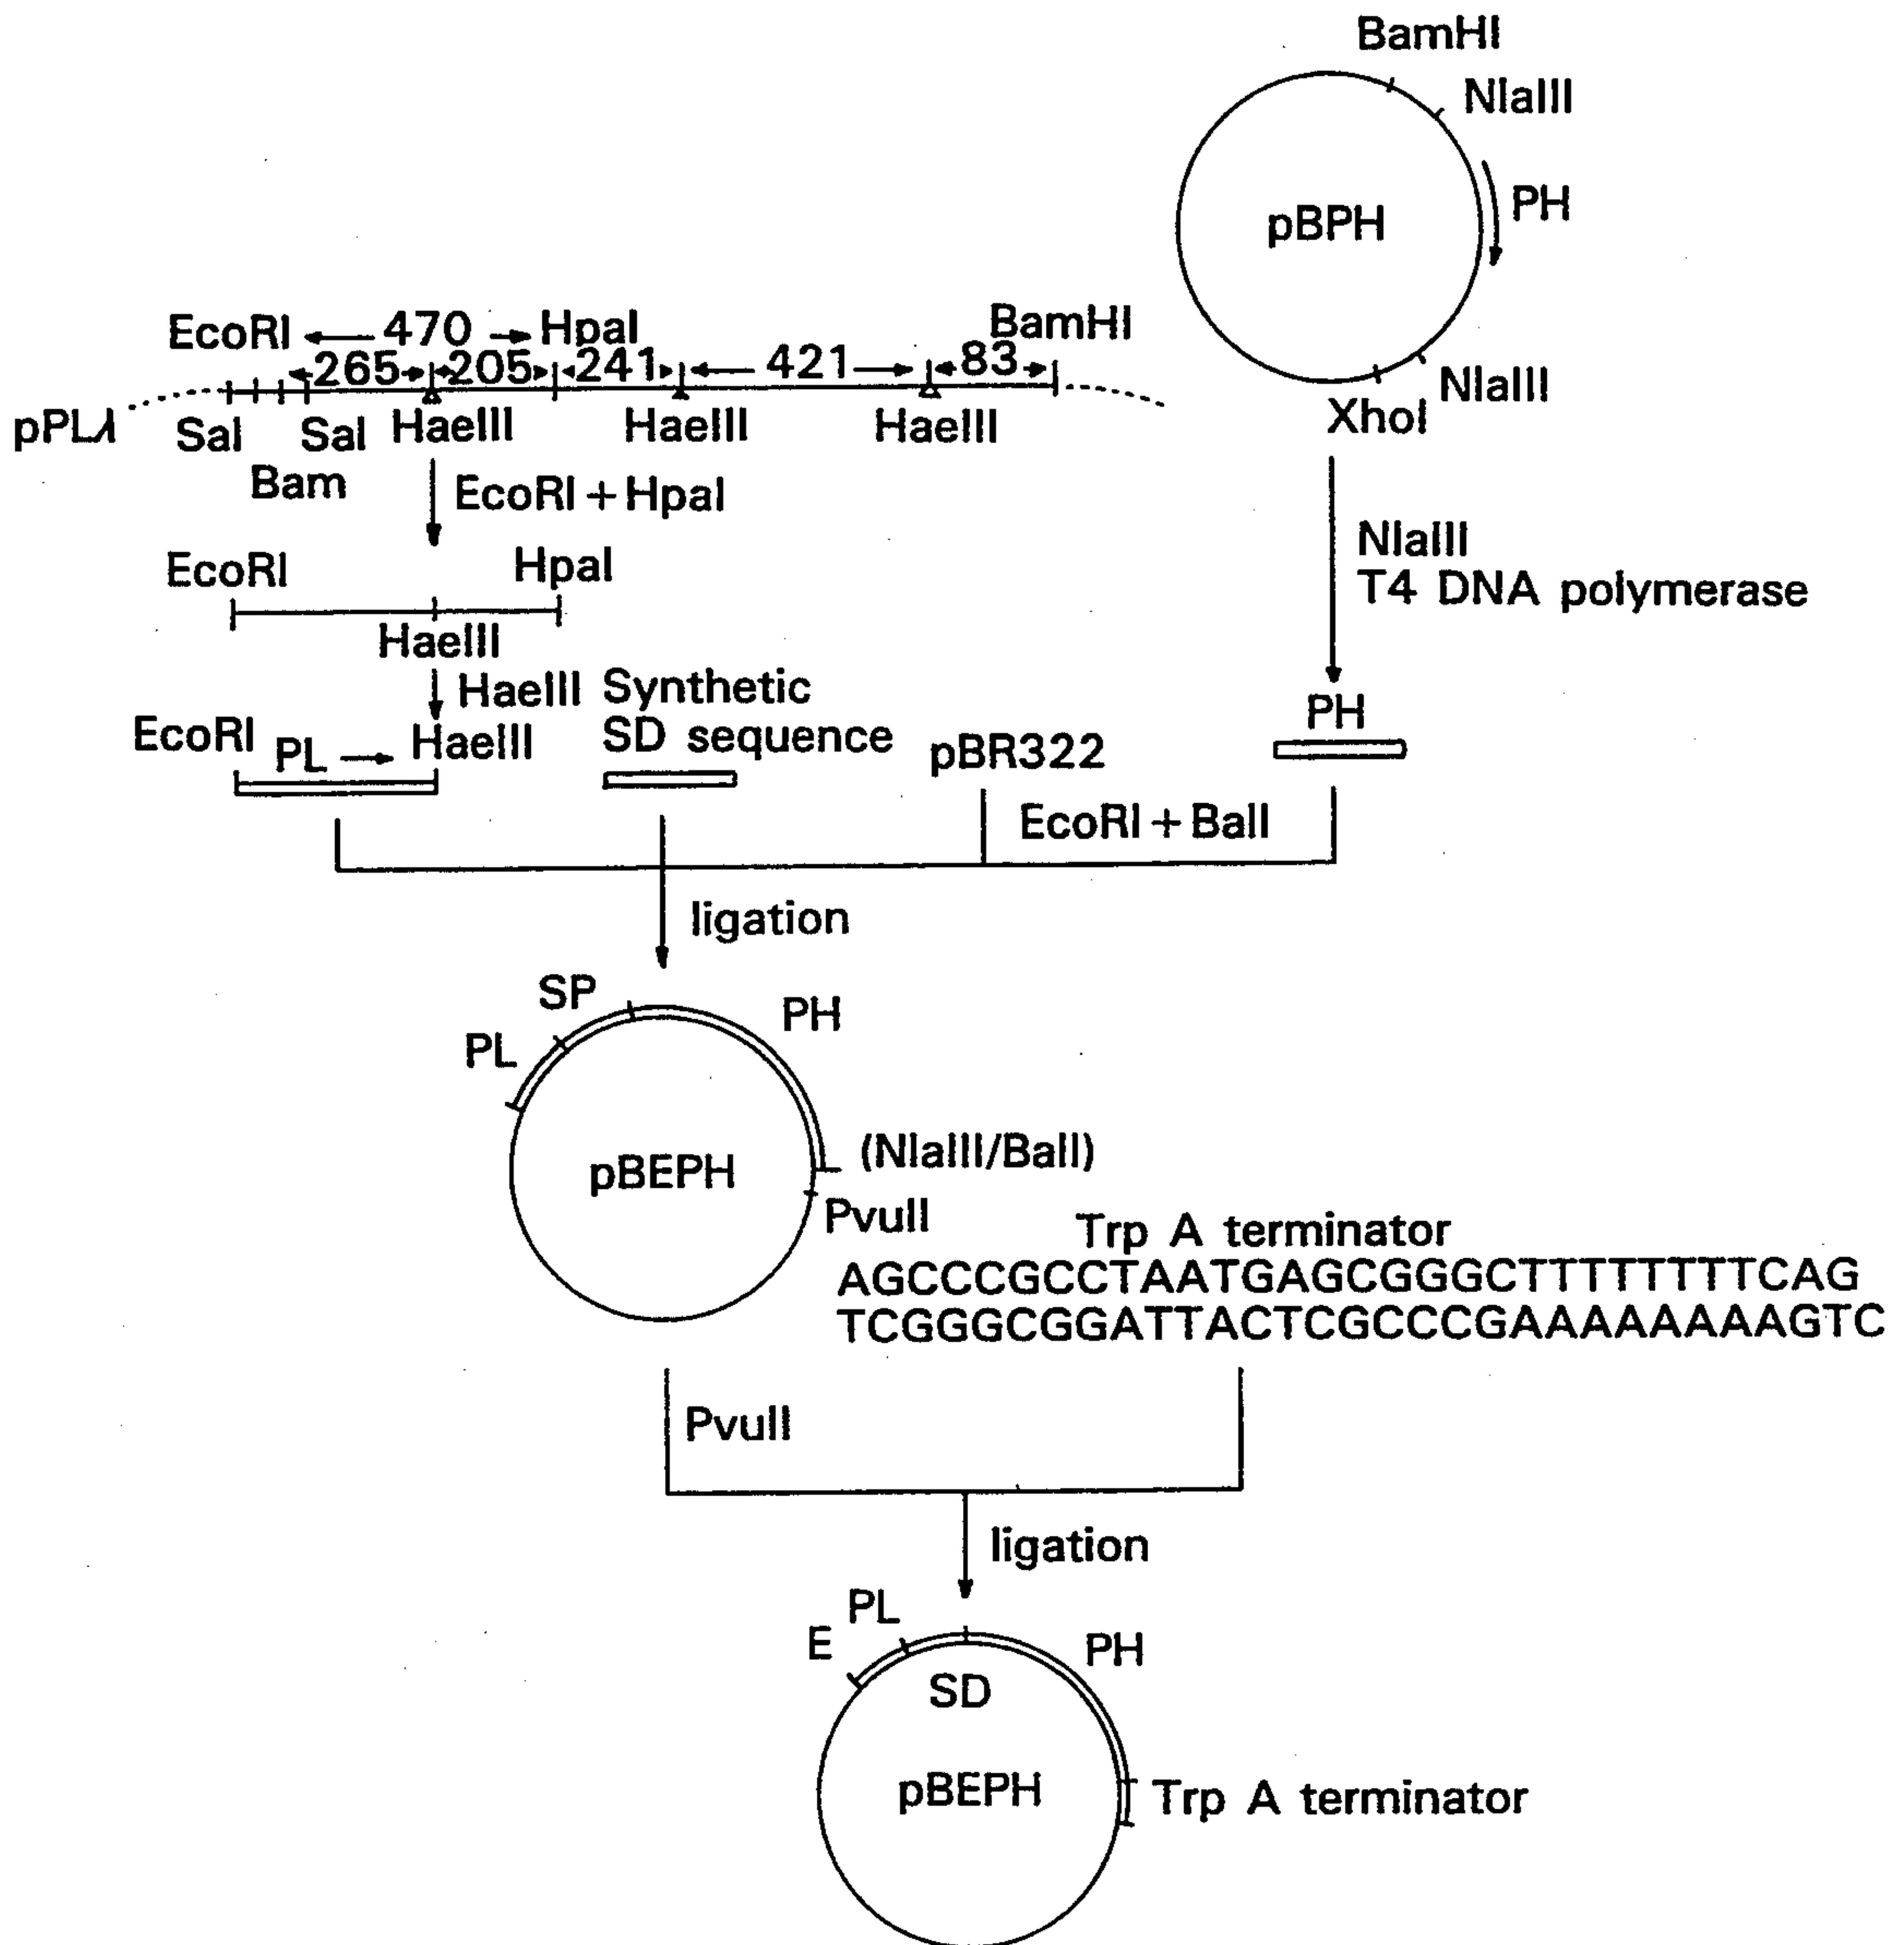 BamHI
NlaIII
pBPH
PH
NlaIII
XhoI
EcoRI 470 HpaI
BamHI
265 205 241 421 83
pPLλ
Sal Sal HaeIII HaeIII HaeIII
Bam
EcoRI + HpaI
NlaIII
T4 DNA polymerase
EcoRI HpaI
HaeIII
HaeIII
Synthetic
SD sequence
EcoRI PL HaeIII
pBR322
PH
EcoRI + BalI
ligation
SP
PH
PL
pBEPH
(NlaIII/BalI)
PvuII
Trp A terminator
AGCCCGCCTAATGAGCGGGCTTTTTTTTCAG
TCGGGCGGATTACTCGCCCGAAAAAAAAGTC
PvuII
ligation
PL
E
PH
SD
pBEPH
Trp A terminator